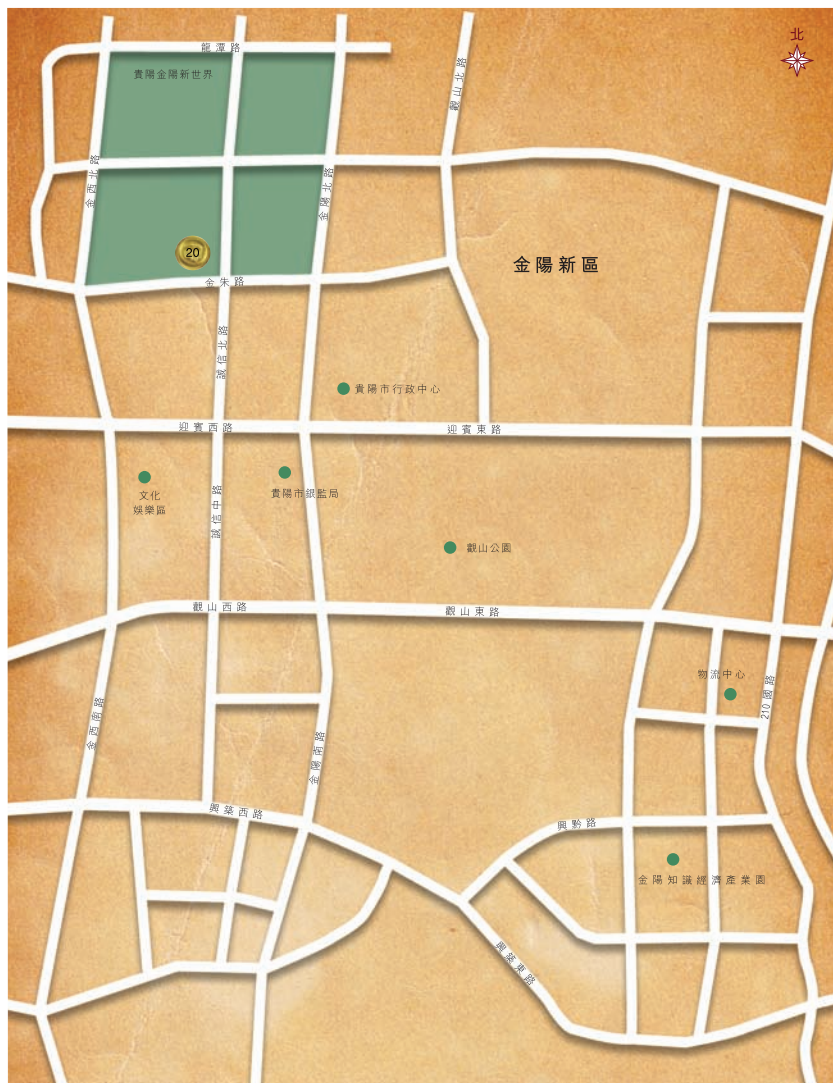 北
龍潭路
貴陽金陽新世界
觀山北路
金西北路
金陽北路
20
金陽新區
金朱路
誠信北路
貴陽市行政中心
迎賓西路
迎賓東路
文化
娛樂區
誠信中路
貴陽市銀監局
觀山公園
觀山西路
觀山東路
物流中心
210國路
金西南路
金陽南路
興築西路
興黔路
金陽知識經濟產業園
興築東路